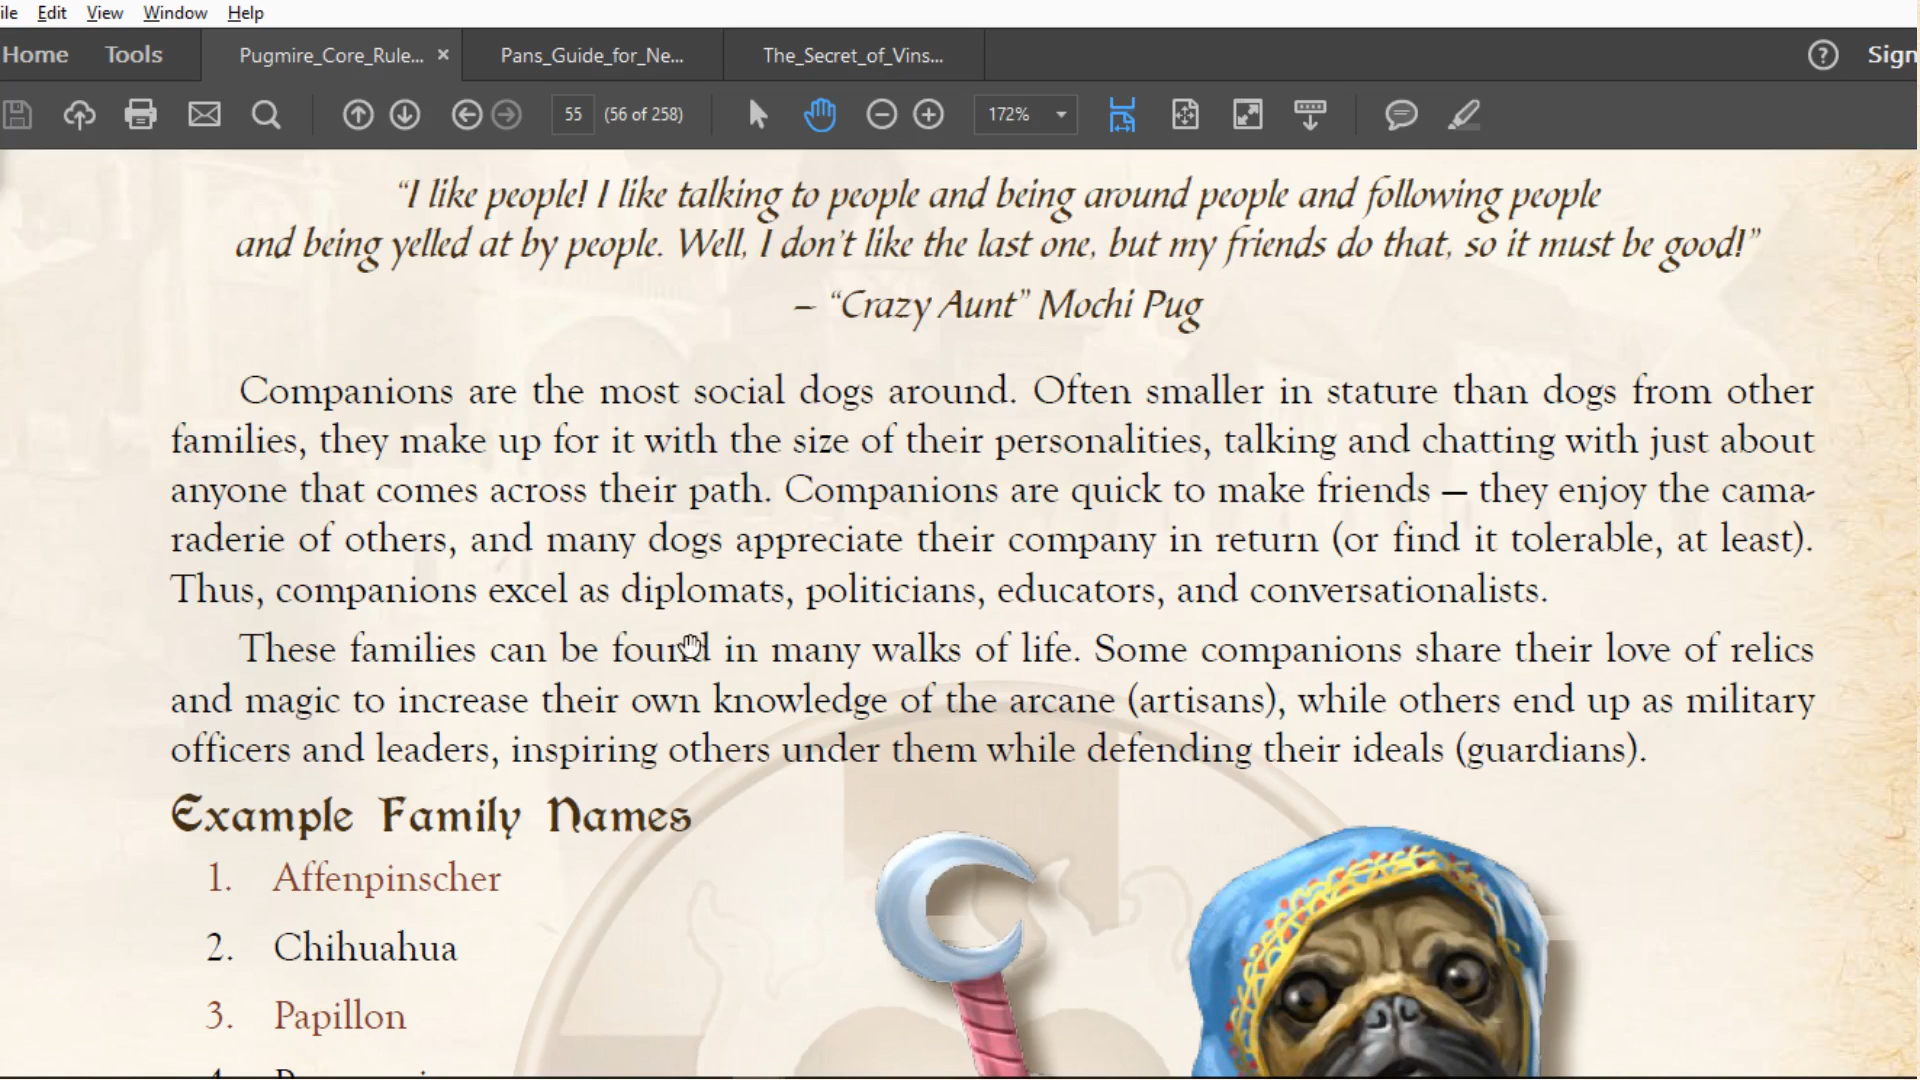 ile Edit View Window Help
Home Tools Pugmire_Core_Rule... × Pans_Guide_for_Ne... The_Secret_of_Vins... ? Sign
55 (56 of 258) 172%
“I like people! I like talking to people and being around people and following people
and being yelled at by people. Well, I don’t like the last one, but my friends do that, so it must be good!”
– “Crazy Aunt” Mochi Pug
Companions are the most social dogs around. Often smaller in stature than dogs from other
families, they make up for it with the size of their personalities, talking and chatting with just about
anyone that comes across their path. Companions are quick to make friends — they enjoy the cama-
raderie of others, and many dogs appreciate their company in return (or find it tolerable, at least).
Thus, companions excel as diplomats, politicians, educators, and conversationalists.
These families can be found in many walks of life. Some companions share their love of relics
and magic to increase their own knowledge of the arcane (artisans), while others end up as military
officers and leaders, inspiring others under them while defending their ideals (guardians).
Example Family Names
1. Affenpinscher
2. Chihuahua
3. Papillon